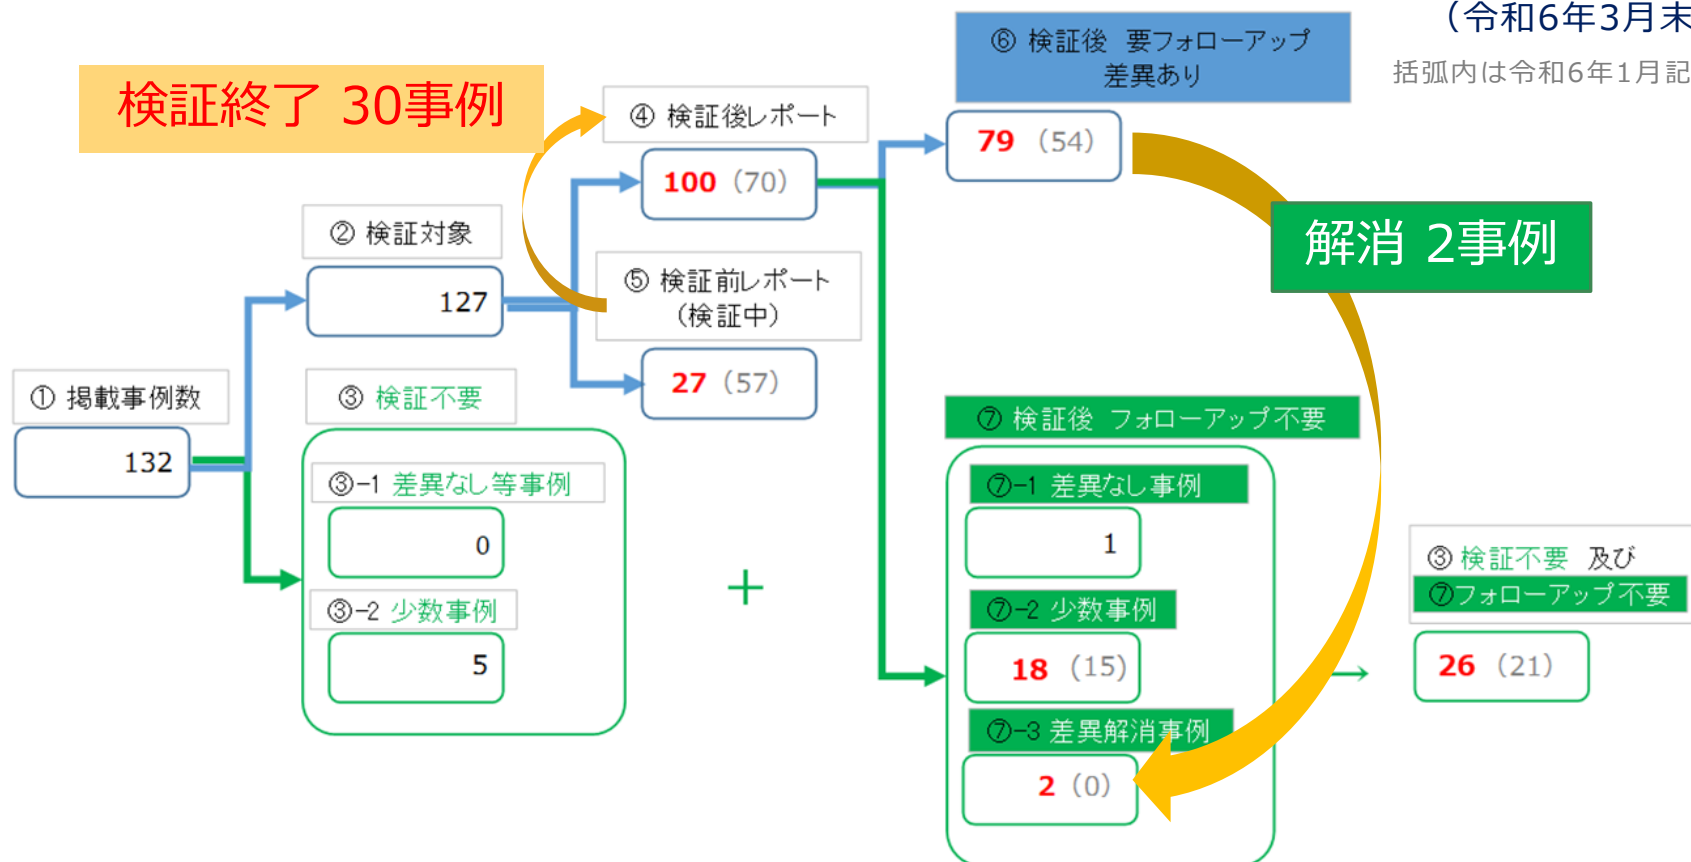 (令和6年3月末
括弧内は令和6年1月記
⑥ 検証後 要フォローアップ
差異あり
79 (54)
検証終了 30事例
④ 検証後レポート
100 (70)
② 検証対象
127
⑤ 検証前レポート
(検証中)
27 (57)
解消 2事例
① 掲載事例数
132
③ 検証不要
③-1 差異なし等事例
0
③-2 少数事例
5
+
⑦ 検証後 フォローアップ不要
⑦-1 差異なし事例
1
⑦-2 少数事例
18 (15)
⑦-3 差異解消事例
2 (0)
③ 検証不要 及び
⑦フォローアップ不要
26 (21)